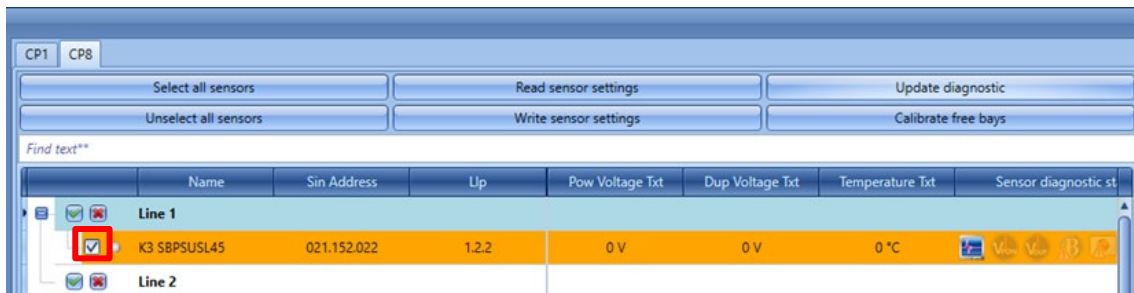 CP1 CP8
Select all sensors Read sensor settings Update diagnostic
Unselect all sensors Write sensor settings Calibrate free bays
Find text**
Name Sin Address Llp Pow Voltage Txt Dup Voltage Txt Temperature Txt Sensor diagnostic st
Line 1
K3 SBPSUSL45 021.152.022 1.2.2 0 V 0 V 0 °C
Line 2